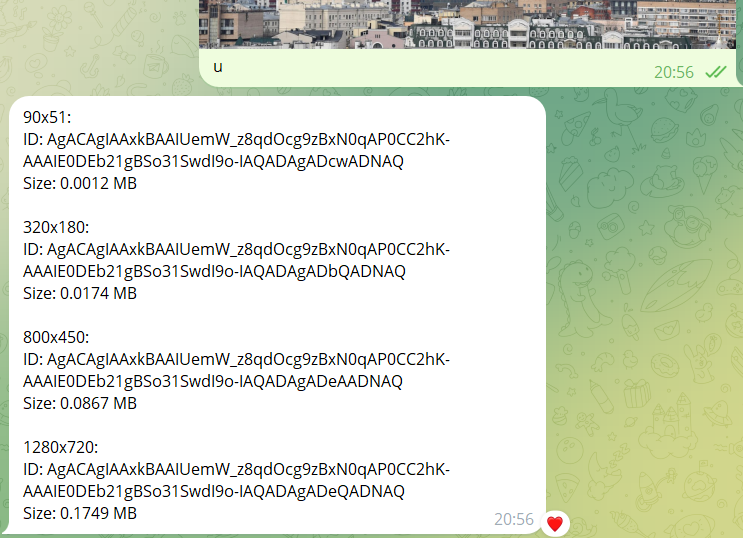 u
20:56
90x51:
ID: AgACAgIAAxkBAAIUemW_z8qdOcg9zBxN0qAP0CC2hK-
AAAIE0DEb21gBSo31SwdI9o-IAQADAgADcwADNAQ
Size: 0.0012 MB
320x180:
ID: AgACAgIAAxkBAAIUemW_z8qdOcg9zBxN0qAP0CC2hK-
AAAIE0DEb21gBSo31SwdI9o-IAQADAgADbQADNAQ
Size: 0.0174 MB
800x450:
ID: AgACAgIAAxkBAAIUemW_z8qdOcg9zBxN0qAP0CC2hK-
AAAIE0DEb21gBSo31SwdI9o-IAQADAgADeAADNAQ
Size: 0.0867 MB
1280x720:
ID: AgACAgIAAxkBAAIUemW_z8qdOcg9zBxN0qAP0CC2hK-
AAAIE0DEb21gBSo31SwdI9o-IAQADAgADeQADNAQ
Size: 0.1749 MB
20:56